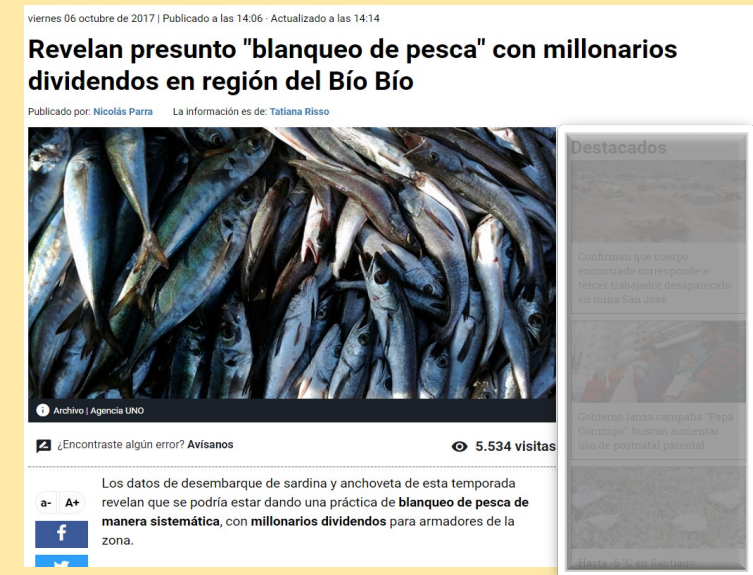 viernes 06 octubre de 2017 | Publicado a las 14:06 · Actualizado a las 14:14
Revelan presunto "blanqueo de pesca" con millonarios
dividendos en región del Bío Bío
Publicado por: Nicolás Parra La información es de: Tatiana Risso
Archivo | Agencia UNO
¿Encontraste algún error? Avísanos
5.534 visitas
a- A+
Los datos de desembarque de sardina y anchoveta de esta temporada
revelan que se podría estar dando una práctica de blanqueo de pesca de
manera sistemática, con millonarios dividendos para armadores de la
zona.
Destacados
Confirman que cuerpo
encontrado corresponde a
tercer trabajador desaparecido
en mina San José
Gobierno lanza campaña "Papá
Conmigo": buscan aumentar
uso de postnatal parental
Hasta -5°C en Santiago: